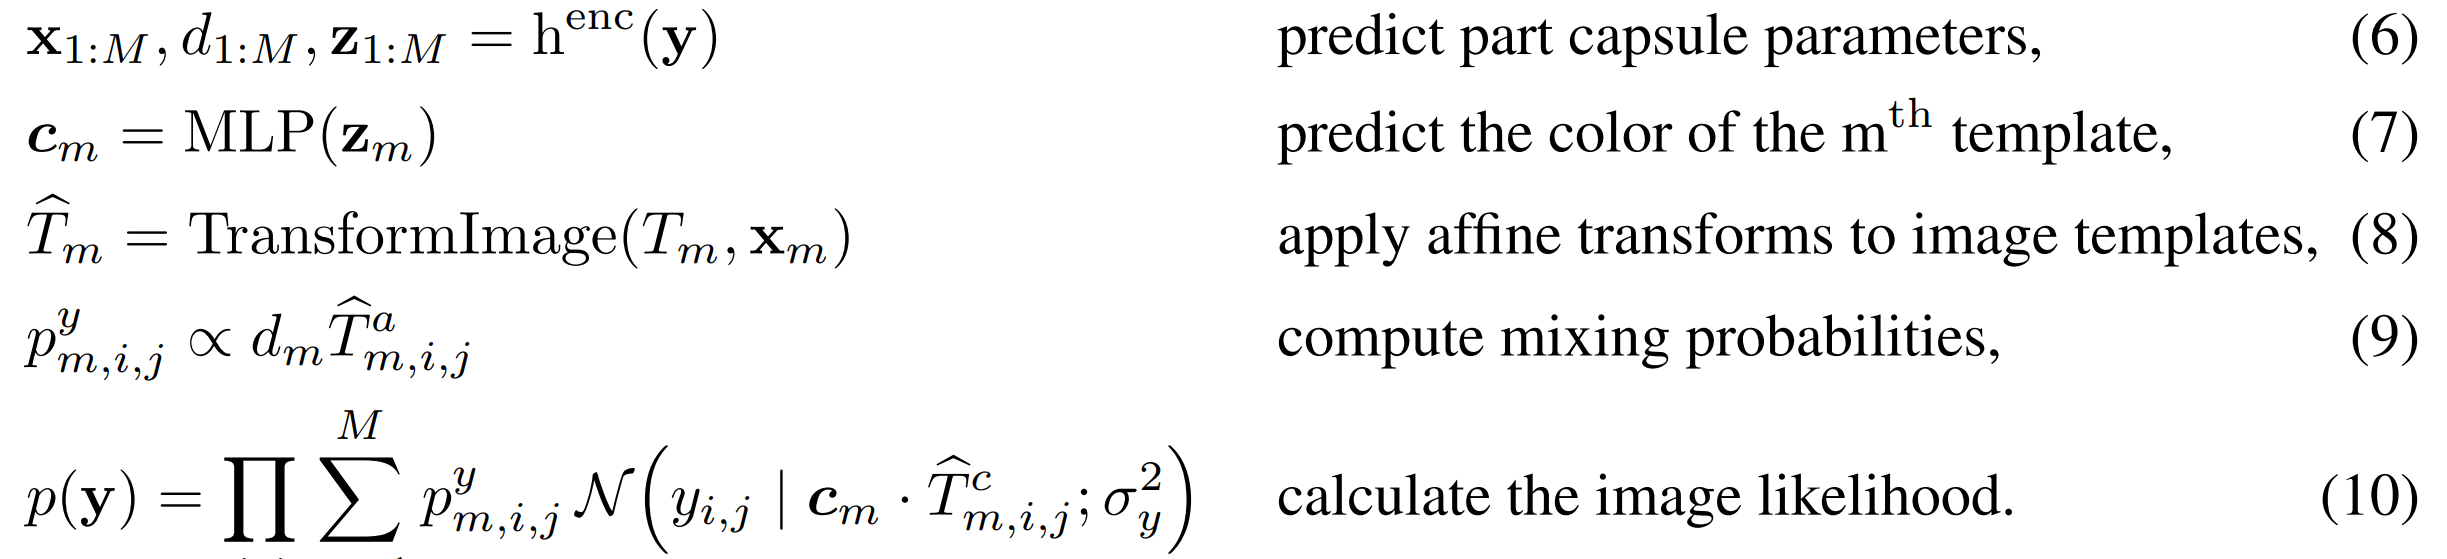 x_{1:M}, d_{1:M}, z_{1:M} = h^{enc}(y) predict part capsule parameters, (6)
c_m = MLP(z_m) predict the color of the m^{th} template, (7)
\widehat{T}_m = TransformImage(T_m, x_m) apply affine transforms to image templates, (8)
p^y_{m,i,j} ∝ d_m \widehat{T}^a_{m,i,j} compute mixing probabilities, (9)
p(y) = ∏ ∑^M p^y_{m,i,j} 𝒩(y_{i,j} | c_m · \widehat{T}^c_{m,i,j}; σ^2_y) calculate the image likelihood. (10)